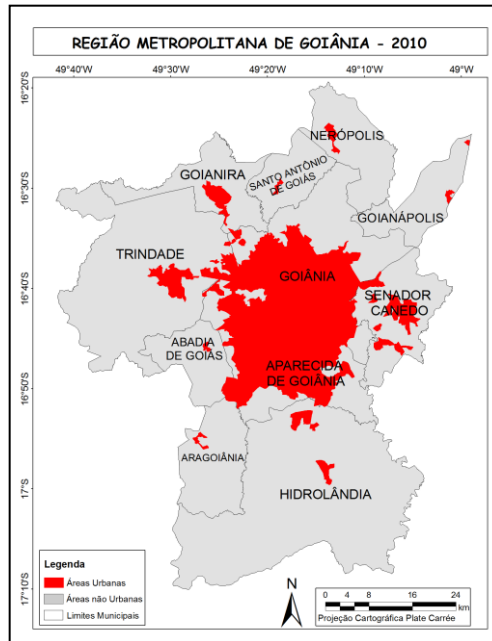 REGIÃO METROPOLITANA DE GOIÂNIA - 2010
49°40'W 49°30'W 49°20'W 49°10'W 49°W
16°20'S
16°30'S
16°40'S
16°50'S
17°S
17°10'S
NERÓPOLIS
SANTO ANTÔNIO
DE GOIÁS
GOIANIRA
GOIANÁPOLIS
TRINDADE
GOIÂNIA
SENADOR
CANEDO
ABADIA
DE GOIÁS
APARECIDA
DE GOIÂNIA
ARAGOIÂNIA
HIDROLÂNDIA
Legenda
Áreas Urbanas
Áreas não Urbanas
Limites Municipais
N
0 4 8 16 24
km
Projeção Cartográfica Plate Carrée